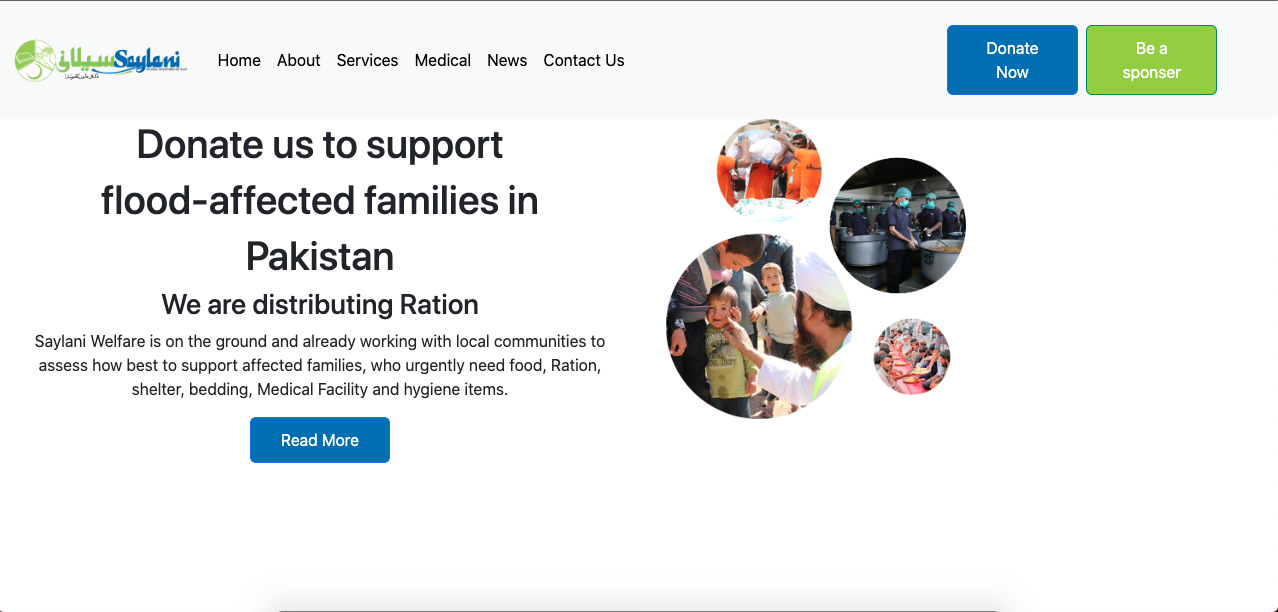 سیلانی Saylani
Home About Services Medical News Contact Us
Donate
Now
Be a
sponser
Donate us to support
flood-affected families in
Pakistan
We are distributing Ration
Saylani Welfare is on the ground and already working with local communities to
assess how best to support affected families, who urgently need food, Ration,
shelter, bedding, Medical Facility and hygiene items.
Read More